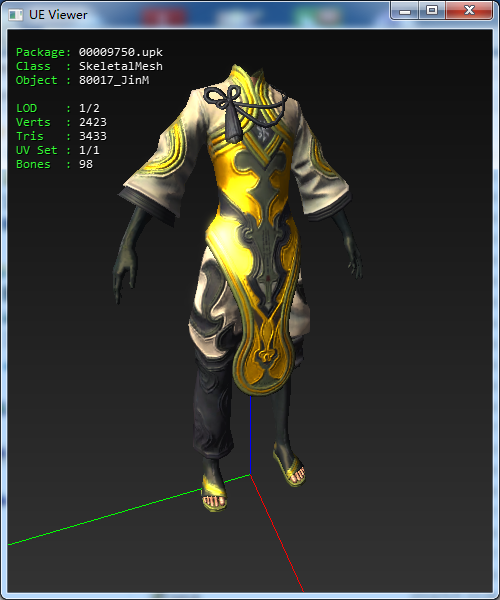 UE Viewer
Package: 00009750.upk
Class : SkeletalMesh
Object : 80017_JinM
LOD : 1/2
Verts : 2423
Tris : 3433
UV Set : 1/1
Bones : 98